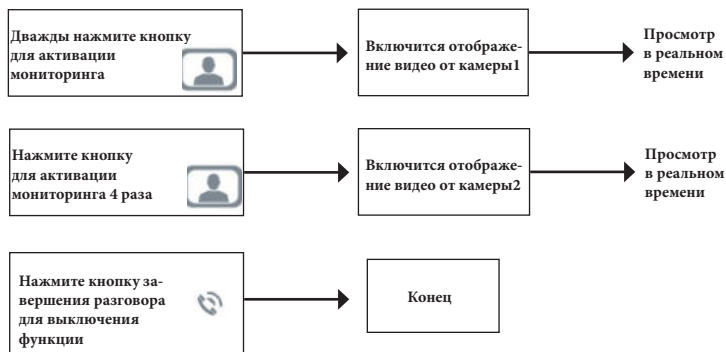 Дважды нажмите кнопку
для активации
мониторинга
Включится отображе-
ние видео от камеры1
Просмотр
в реальном
времени
Нажмите кнопку
для активации
мониторинга 4 раза
Включится отображе-
ние видео от камеры2
Просмотр
в реальном
времени
Нажмите кнопку за-
вершения разговора
для выключения
функции
Конец